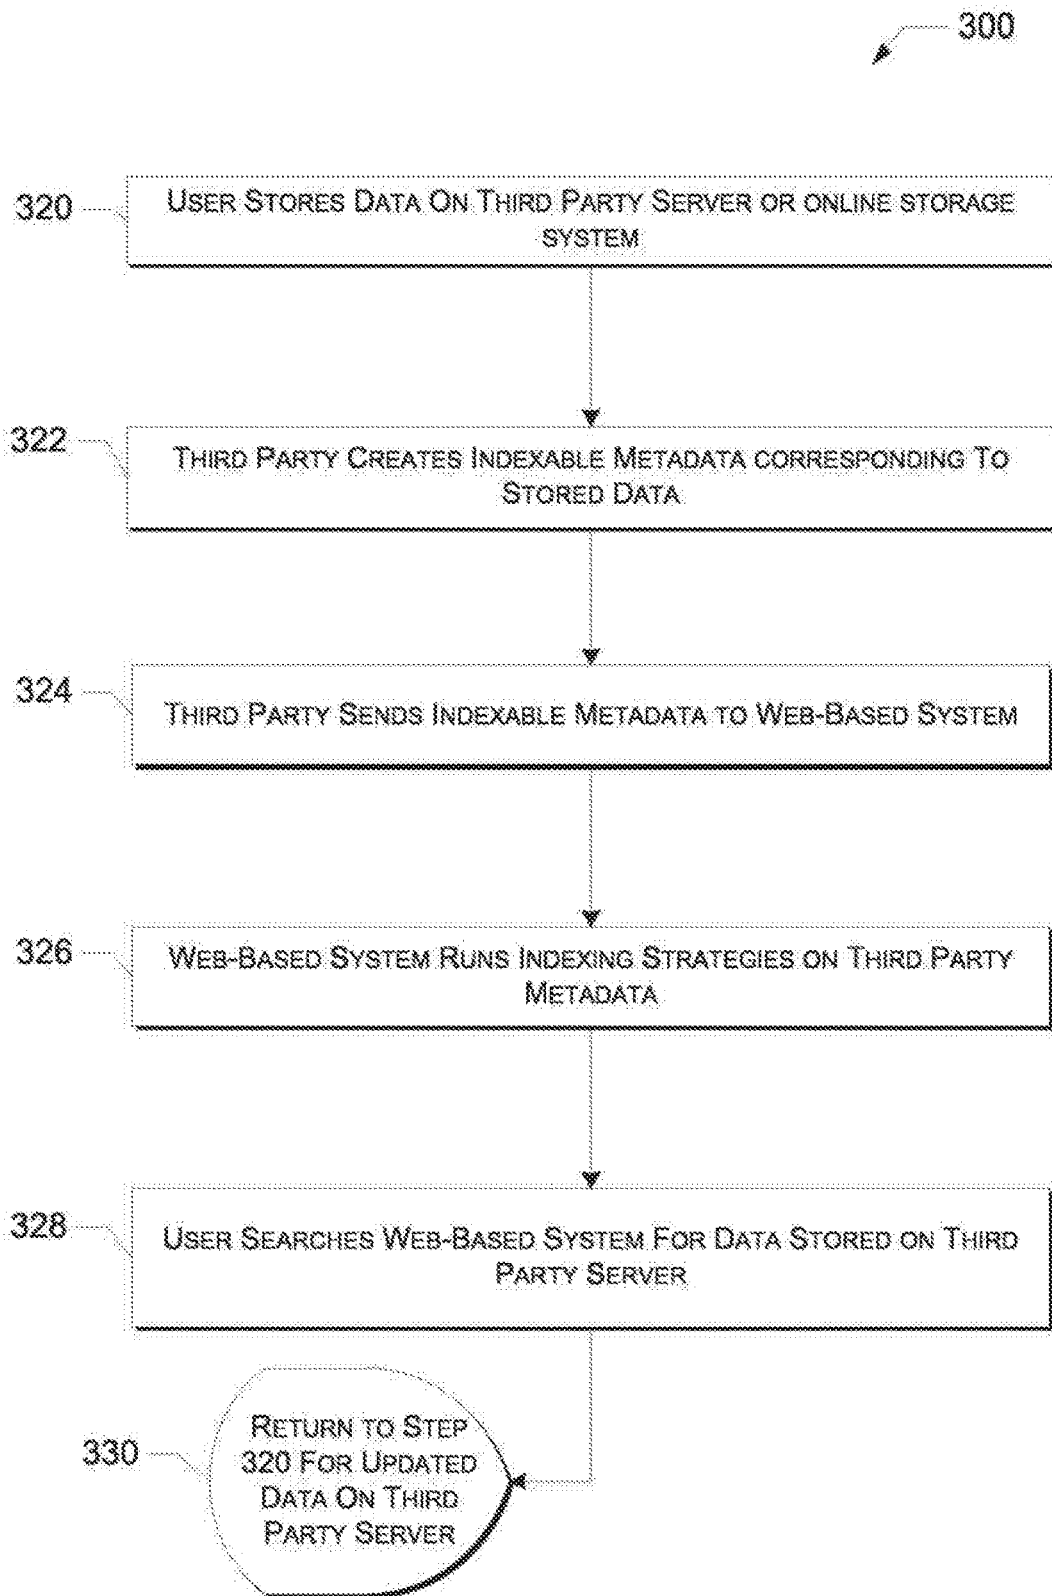 300
320
USER STORES DATA ON THIRD PARTY SERVER OR ONLINE STORAGE
SYSTEM
322
THIRD PARTY CREATES INDEXABLE METADATA CORRESPONDING TO
STORED DATA
324
THIRD PARTY SENDS INDEXABLE METADATA TO WEB-BASED SYSTEM
326
WEB-BASED SYSTEM RUNS INDEXING STRATEGIES ON THIRD PARTY
METADATA
328
USER SEARCHES WEB-BASED SYSTEM FOR DATA STORED ON THIRD
PARTY SERVER
330
RETURN TO STEP
320 FOR UPDATED
DATA ON THIRD
PARTY SERVER